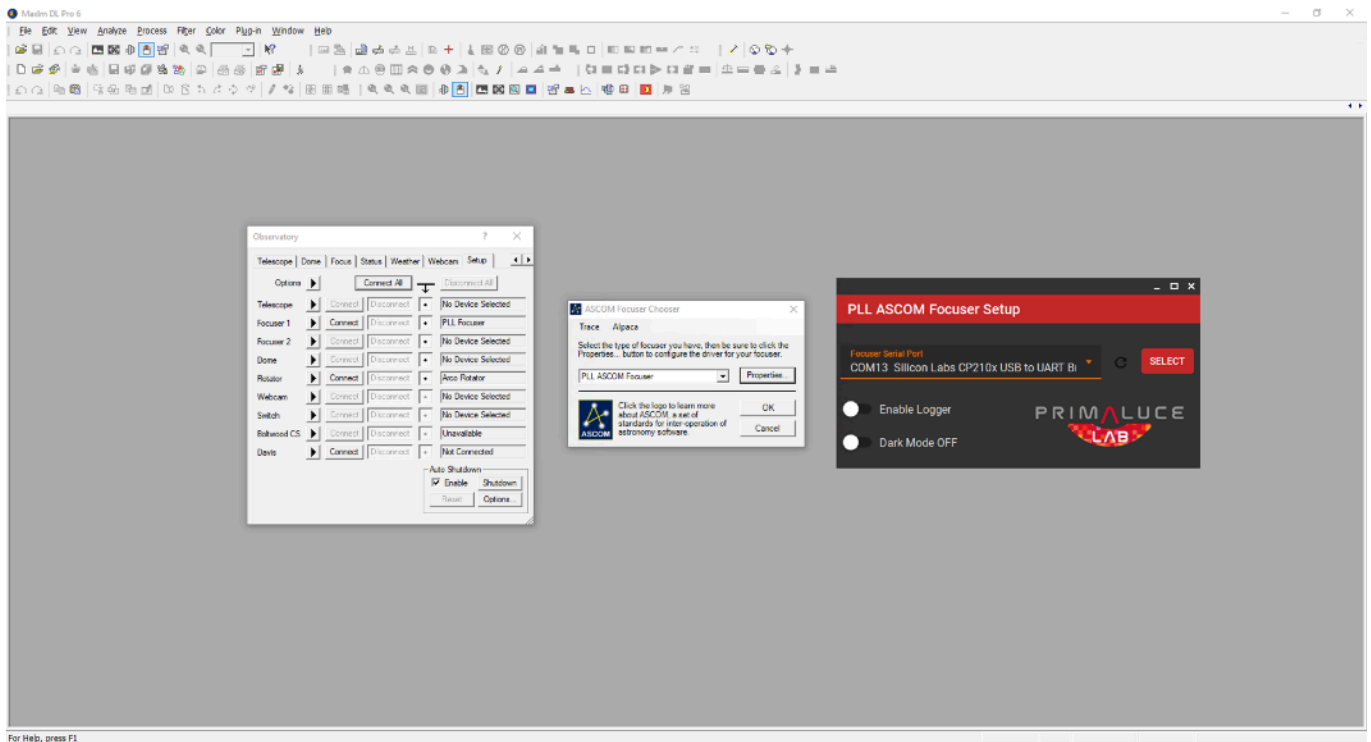 MaxIm DL Pro 6
File Edit View Analyze Process Filter Color Plug-in Window Help
Observatory ?
Telescope Dome Focus Status Weather Webcam Setup
Options Connect All Disconnect All
Telescope Connect Disconnect No Device Selected
Focuser 1 Connect Disconnect PLL Focuser
Focuser 2 Connect Disconnect No Device Selected
Dome Connect Disconnect No Device Selected
Rotator Connect Disconnect Arco Rotator
Webcam Connect Disconnect No Device Selected
Switch Connect Disconnect No Device Selected
Boltwood CS Connect Disconnect Unavailable
Davis Connect Disconnect Not Connected
Auto Shutdown
Enable Shutdown
Reset Options...
ASCOM Focuser Chooser
Trace Alpaca
Select the type of focuser you have, then be sure to click the
Properties... button to configure the driver for your focuser.
PLL ASCOM Focuser Properties...
Click the logo to learn more
about ASCOM, a set of
standards for inter-operation of
astronomy software.
ASCOM
OK
Cancel
PLL ASCOM Focuser Setup
Focuser Serial Port
COM13 Silicon Labs CP210x USB to UART Bri
SELECT
Enable Logger
Dark Mode OFF
PRIMALUCE
LAB
For Help, press F1